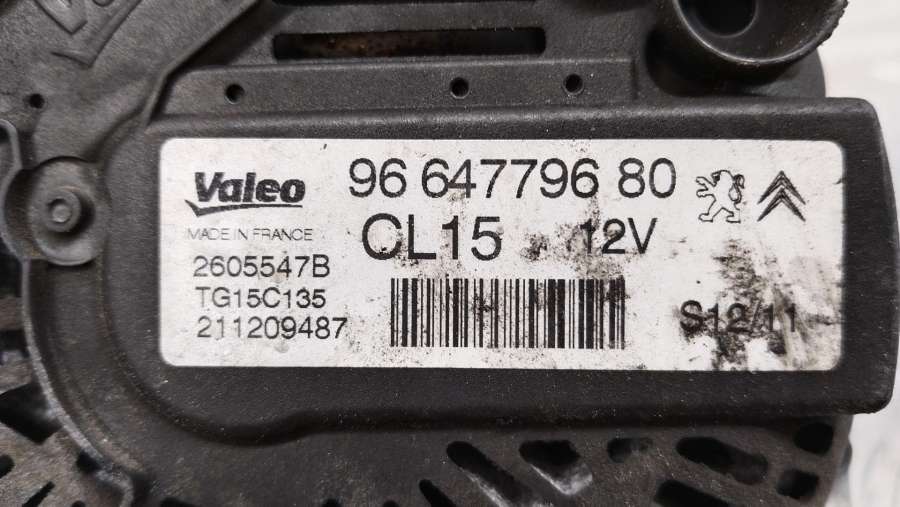 Valeo
96 647796 80
MADE IN FRANCE
CL15 12V
2605547B
TG15C135
211209487
S12/11